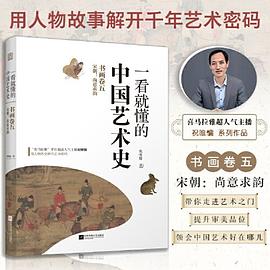 用人物故事解开千年艺术密码
一看就懂的
中国艺术史
书画卷五
宋朝：尚意求韵
喜马拉雅超人气主播
祝唯庸 系列作品
书画卷五
宋朝：尚意求韵
带你走进艺术之门
提升审美品位
领会中国艺术好在哪儿